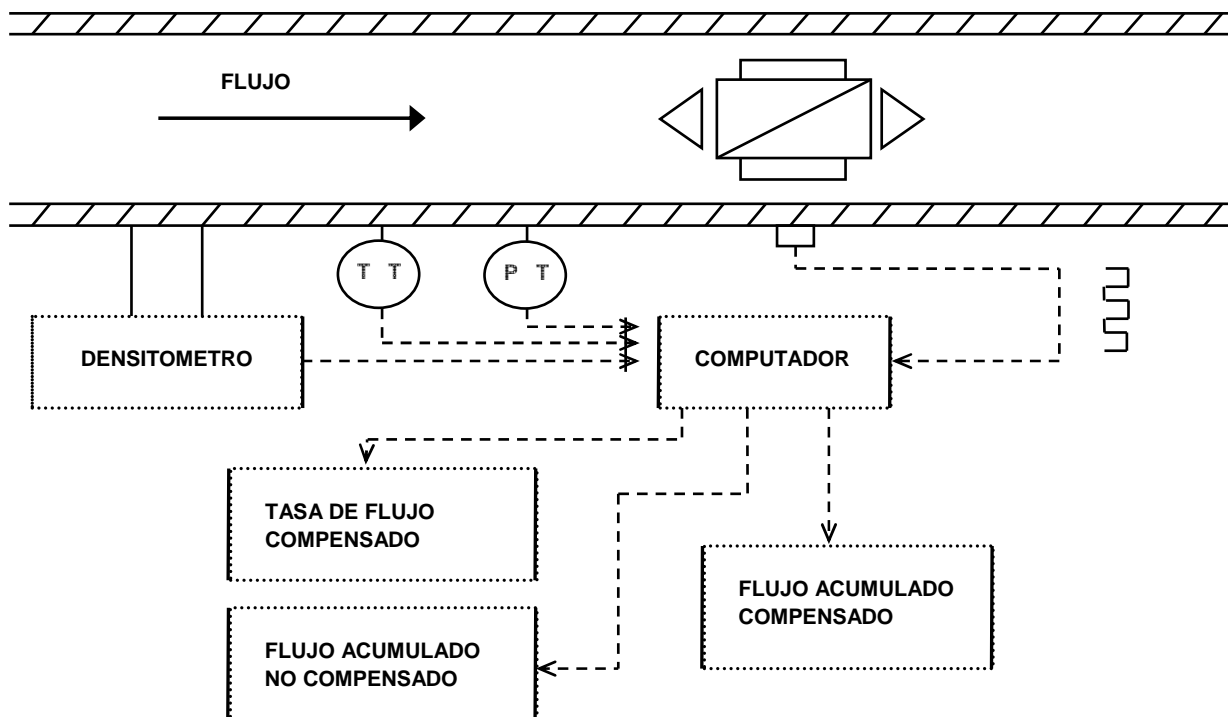 FLUJO
T T
P T
DENSITOMETRO
COMPUTADOR
TASA DE FLUJO
COMPENSADO
FLUJO ACUMULADO
COMPENSADO
FLUJO ACUMULADO
NO COMPENSADO